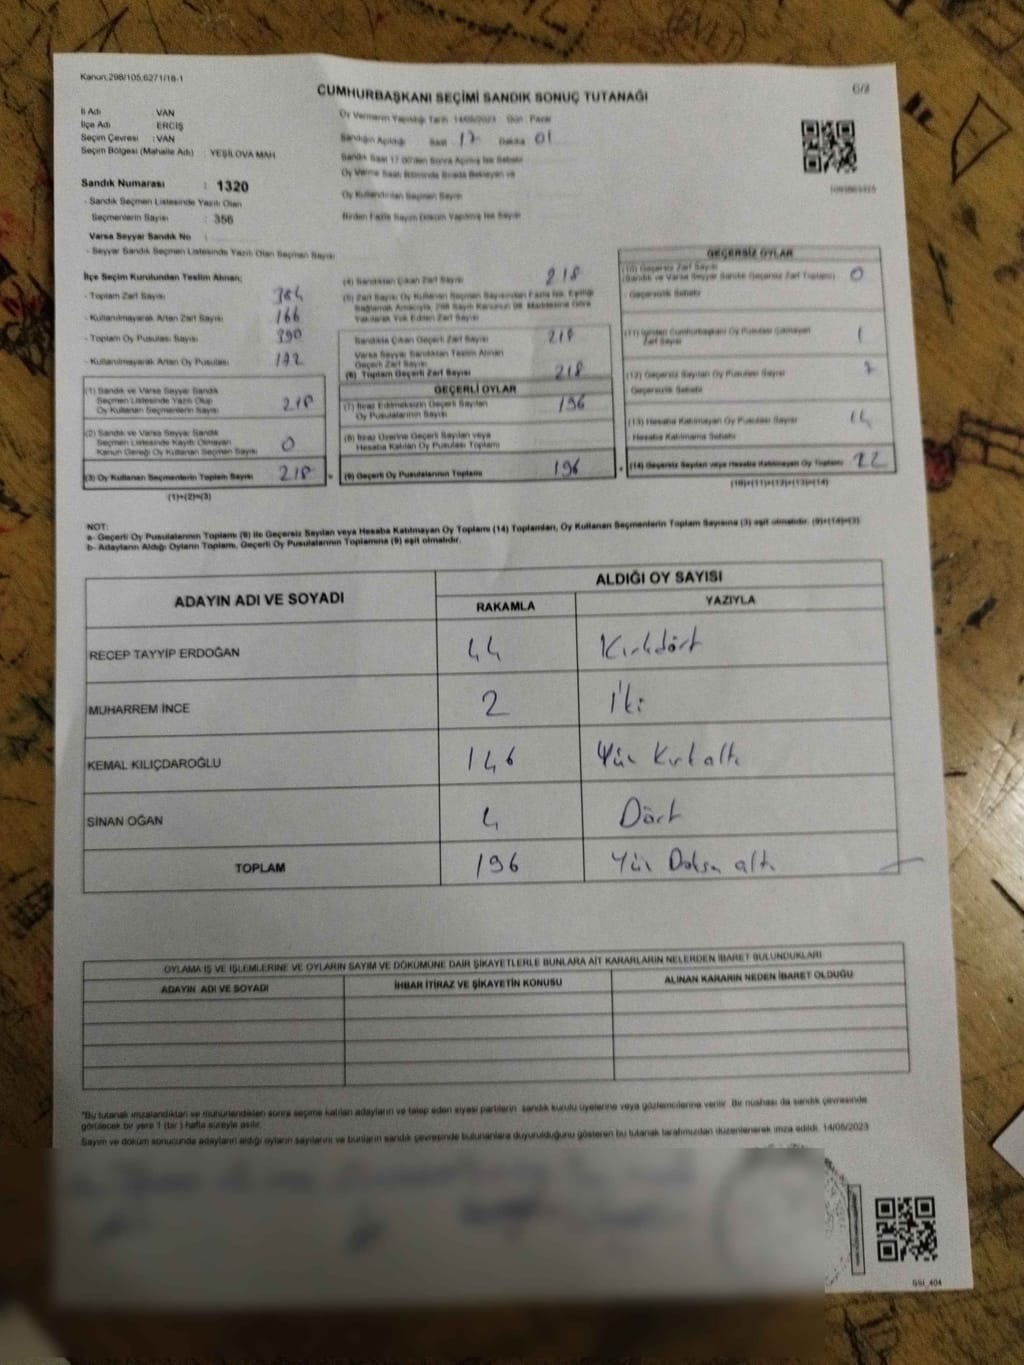 Kanun:298/105,6271/18-1
CUMHURBAŞKANI SEÇİMİ SANDIK SONUÇ TUTANAĞI
İl Adı VAN
İlçe Adı ERCİŞ
Seçim Çevresi : VAN
Seçim Bölgesi (Mahalle Adı) : YEŞİLOVA MAH.
Sandık Numarası : 1320
- Sandık Seçmen Listesinde Yazılı Olan
Seçmenlerin Sayısı : 356
Varsa Seyyar Sandık No :
- Seyyar Sandık Seçmen Listesinde Yazılı Olan Seçmen Sayısı
Oy Vermenin Yapıldığı Tarih: 14/05/2023 Gün : Pazar
Sandığın Açıldığı Saat 17 Dakika 01
Sandık Saat 17.00'den Sonra Açılmış İse Sebebi
Oy Verme Saati Bitiminde Sırada Bekleyen ve
Oy Kullandırılan Seçmen Sayısı
Birden Fazla Sayım Döküm Yapılmış İse Sayısı
İlçe Seçim Kurulundan Teslim Alınan;
- Toplam Zarf Sayısı 384
- Kullanılmayarak Artan Zarf Sayısı 166
- Toplam Oy Pusulası Sayısı 390
- Kullanılmayarak Artan Oy Pusulası 172
(1) Sandık ve Varsa Seyyar Sandık
Seçmen Listesinde Yazılı Olup
Oy Kullanan Seçmenlerin Sayısı 218
(2) Sandık ve Varsa Seyyar Sandık
Seçmen Listesinde Kayıtlı Olmayan
Kanun Gereği Oy Kullanan Seçmen Sayısı 0
(3) Oy Kullanan Seçmenlerin Toplam Sayısı 218
(1)+(2)=(3)
(4) Sandıktan Çıkan Zarf Sayısı 218
(5) Zarf Sayısı Oy Kullanan Seçmen Sayısından Fazla İse, Eşitliği
Sağlamak Amacıyla, 298 Sayılı Kanunun 98. Maddesine Göre
Yakılarak Yok Edilen Zarf Sayısı
Sandıkta Çıkan Geçerli Zarf Sayısı 218
Varsa Seyyar Sandıktan Teslim Alınan
Geçerli Zarf Sayısı
(6) Toplam Geçerli Zarf Sayısı 218
GEÇERLİ OYLAR
(7) İtiraz Edilmeksizin Geçerli Sayılan
Oy Pusulalarının Sayısı 196
(8) İtiraz Üzerine Geçerli Sayılan veya
Hesaba Katılan Oy Pusulası Toplamı
(9) Geçerli Oy Pusulalarının Toplamı 196
GEÇERSİZ OYLAR
(10) Geçersiz Zarf Sayısı
(Sandık ve Varsa Seyyar Sandık Geçersiz Zarf Toplamı) 0
- Geçersizlik Sebebi
(11) İçinden Cumhurbaşkanı Oy Pusulası Çıkmayan
Zarf Sayısı 1
(12) Geçersiz Sayılan Oy Pusulası Sayısı 7
Geçersizlik Sebebi
(13) Hesaba Katılmayan Oy Pusulası Sayısı 14
Hesaba Katılmama Sebebi
(14) Geçersiz Sayılan veya Hesaba Katılmayan Oy Toplamı 22
(10)+(11)+(12)+(13)=(14)
NOT:
a- Geçerli Oy Pusulalarının Toplamı (9) ile Geçersiz Sayılan veya Hesaba Katılmayan Oy Toplamı (14) Toplamları, Oy Kullanan Seçmenlerin Toplam Sayısına (3) eşit olmalıdır. (9)+(14)=(3)
b- Adayların Aldığı Oyların Toplamı, Geçerli Oy Pusulalarının Toplamına (9) eşit olmalıdır.
ADAYIN ADI VE SOYADI
ALDIĞI OY SAYISI
RAKAMLA YAZIYLA
RECEP TAYYİP ERDOĞAN 44 Kırkdört
MUHARREM İNCE 2 İki
KEMAL KILIÇDAROĞLU 146 Yüz Kırk altı
SİNAN OĞAN 4 Dört
TOPLAM 196 Yüz Doksan altı
OYLAMA İŞ VE İŞLEMLERİNE VE OYLARIN SAYIM VE DÖKÜMÜNE DAİR ŞİKAYETLERLE BUNLARA AİT KARARLARIN NELERDEN İBARET BULUNDUKLARI
ADAYIN ADI VE SOYADI İHBAR İTİRAZ VE ŞİKAYETİN KONUSU ALINAN KARARIN NEDEN İBARET OLDUĞU
"Bu tutanak imzalandıktan ve mühürlendikten sonra seçime katılan adayların ve talep eden siyasi partilerin sandık kurulu üyelerine veya gözlemcilerine verilir. Bir nüshası da sandık çevresinde
görülecek bir yere 1 (bir) hafta süreyle asılır.
Sayım ve döküm sonucunda adayların aldığı oyların sayılarını ve bunların sandık çevresinde bulunanlara duyurulduğunu gösteren bu tutanak tarafımızdan düzenlenerek imza edildi. 14/05/2023
SSI_404